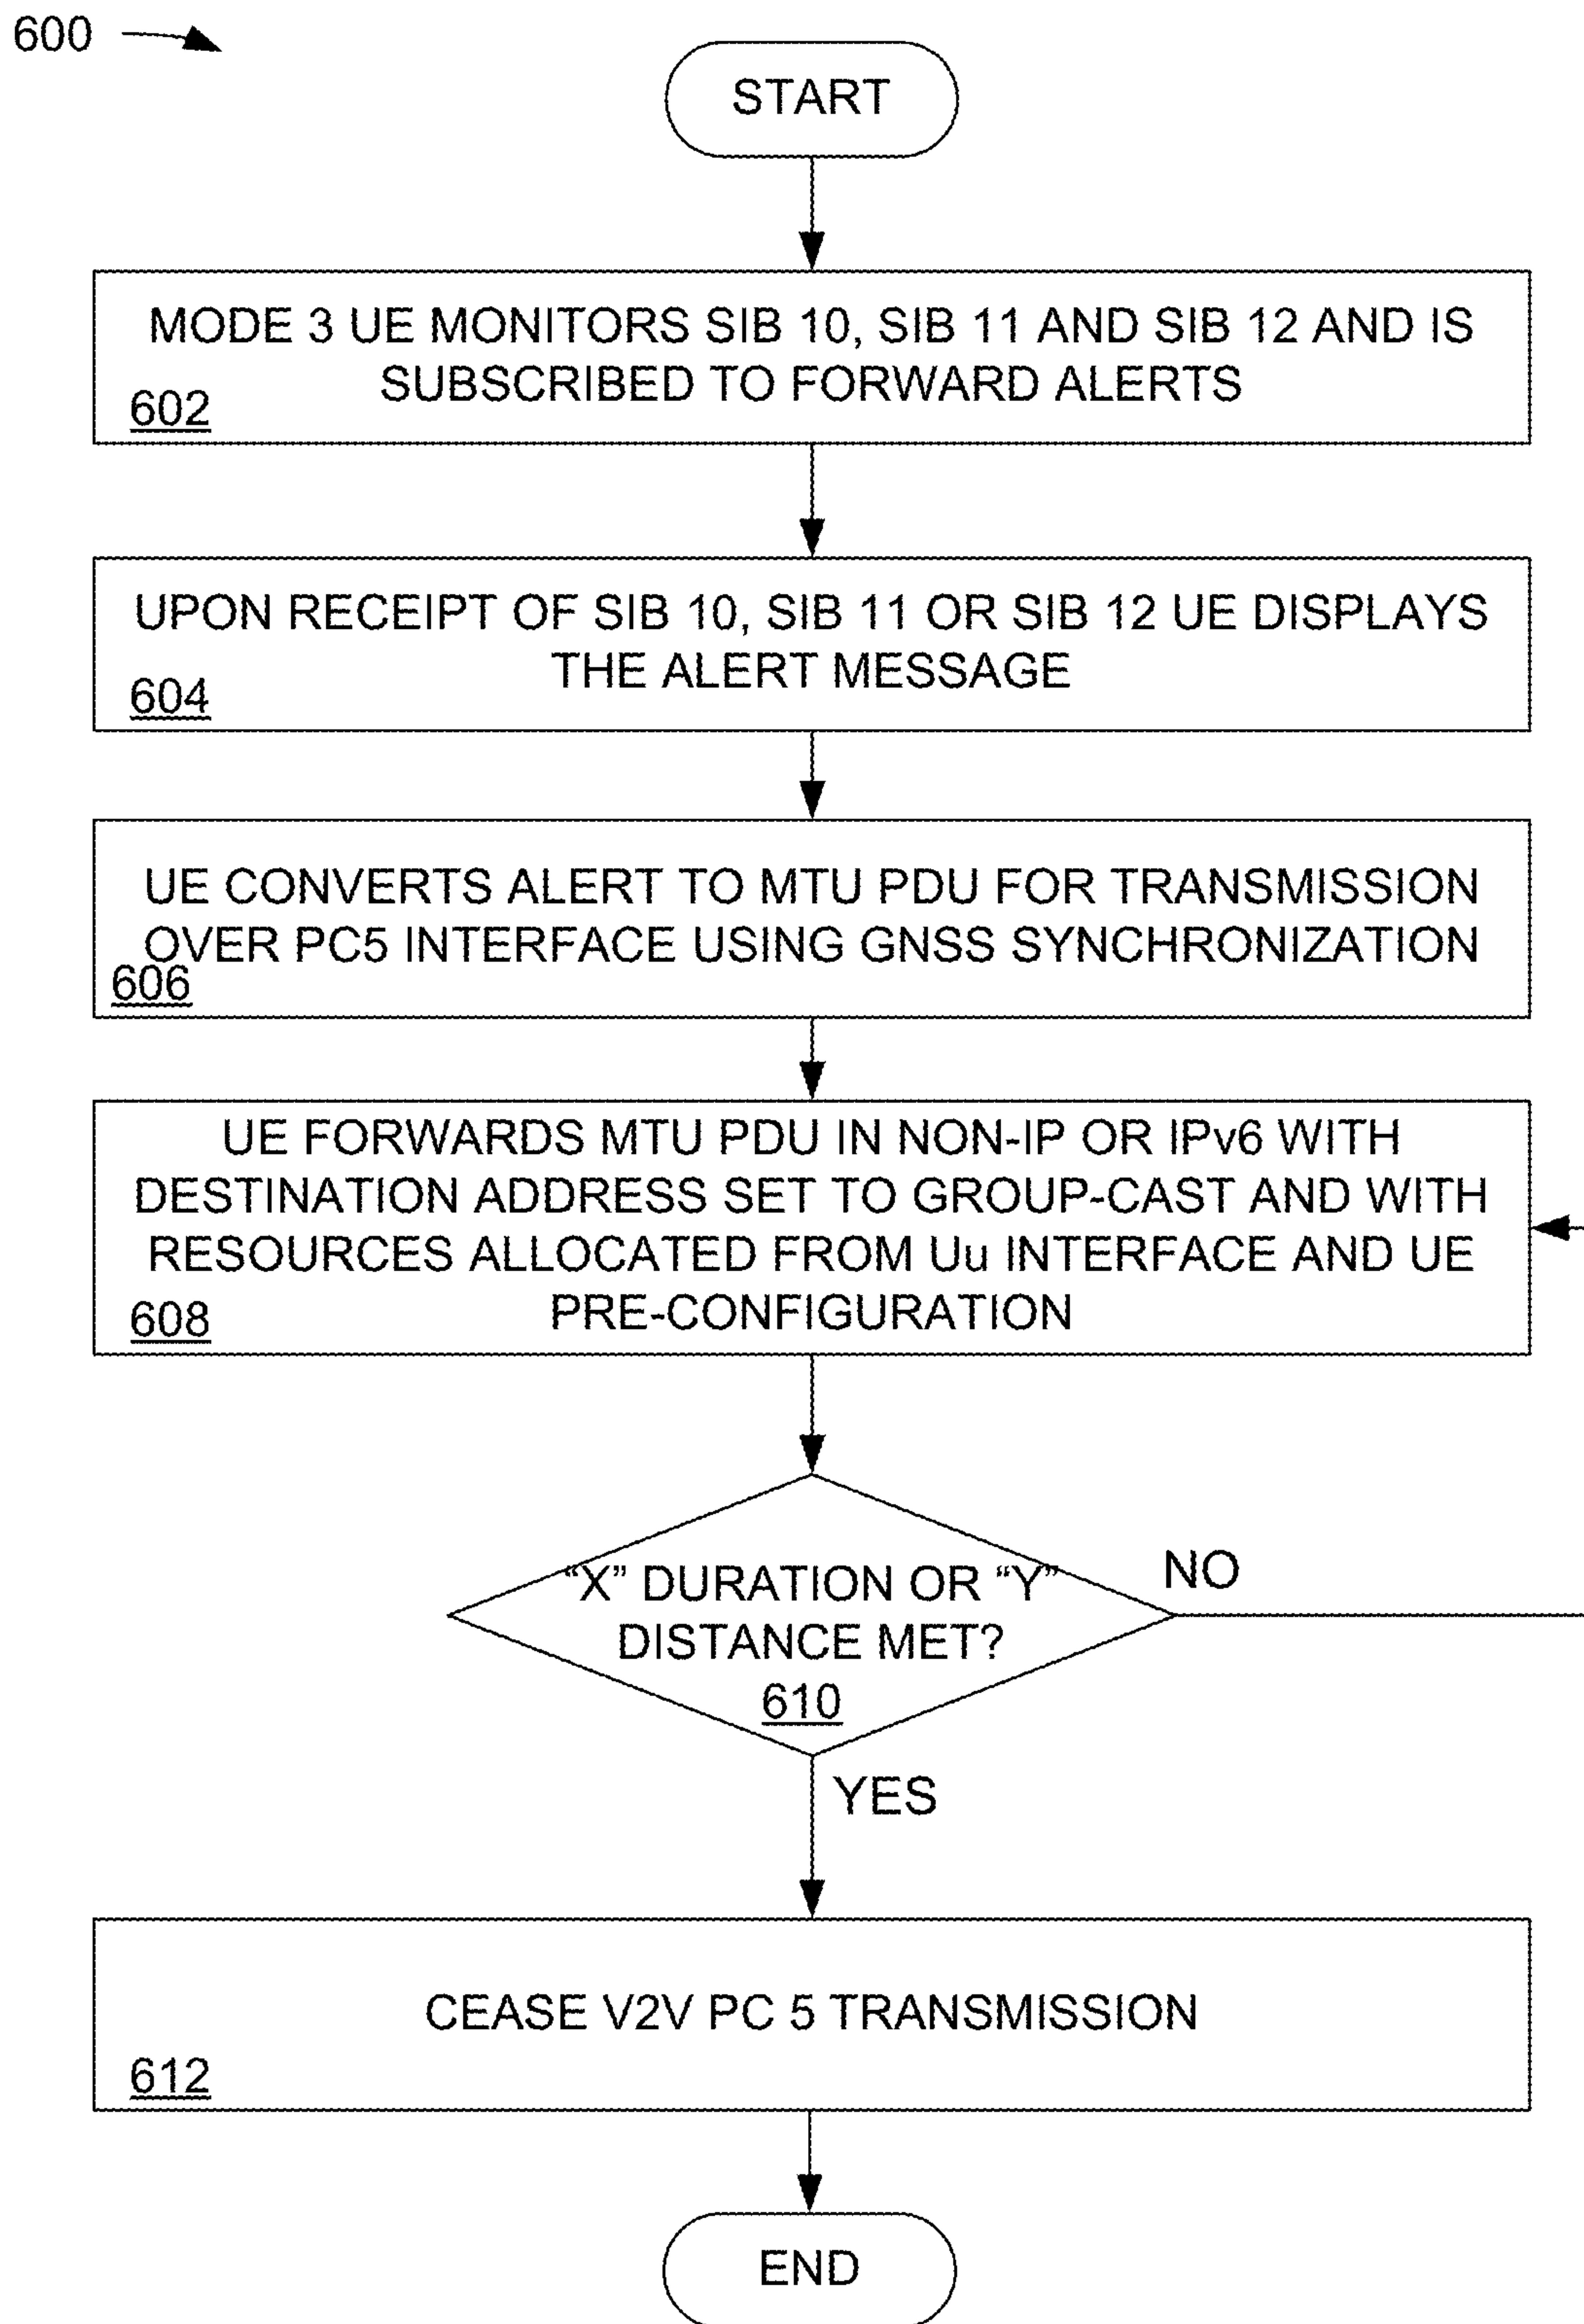 600
START
MODE 3 UE MONITORS SIB 10, SIB 11 AND SIB 12 AND IS
SUBSCRIBED TO FORWARD ALERTS
602
UPON RECEIPT OF SIB 10, SIB 11 OR SIB 12 UE DISPLAYS
THE ALERT MESSAGE
604
UE CONVERTS ALERT TO MTU PDU FOR TRANSMISSION
OVER PC5 INTERFACE USING GNSS SYNCHRONIZATION
606
UE FORWARDS MTU PDU IN NON-IP OR IPv6 WITH
DESTINATION ADDRESS SET TO GROUP-CAST AND WITH
RESOURCES ALLOCATED FROM Uu INTERFACE AND UE
PRE-CONFIGURATION
608
“X” DURATION OR “Y”
DISTANCE MET?
610
NO
YES
CEASE V2V PC 5 TRANSMISSION
612
END